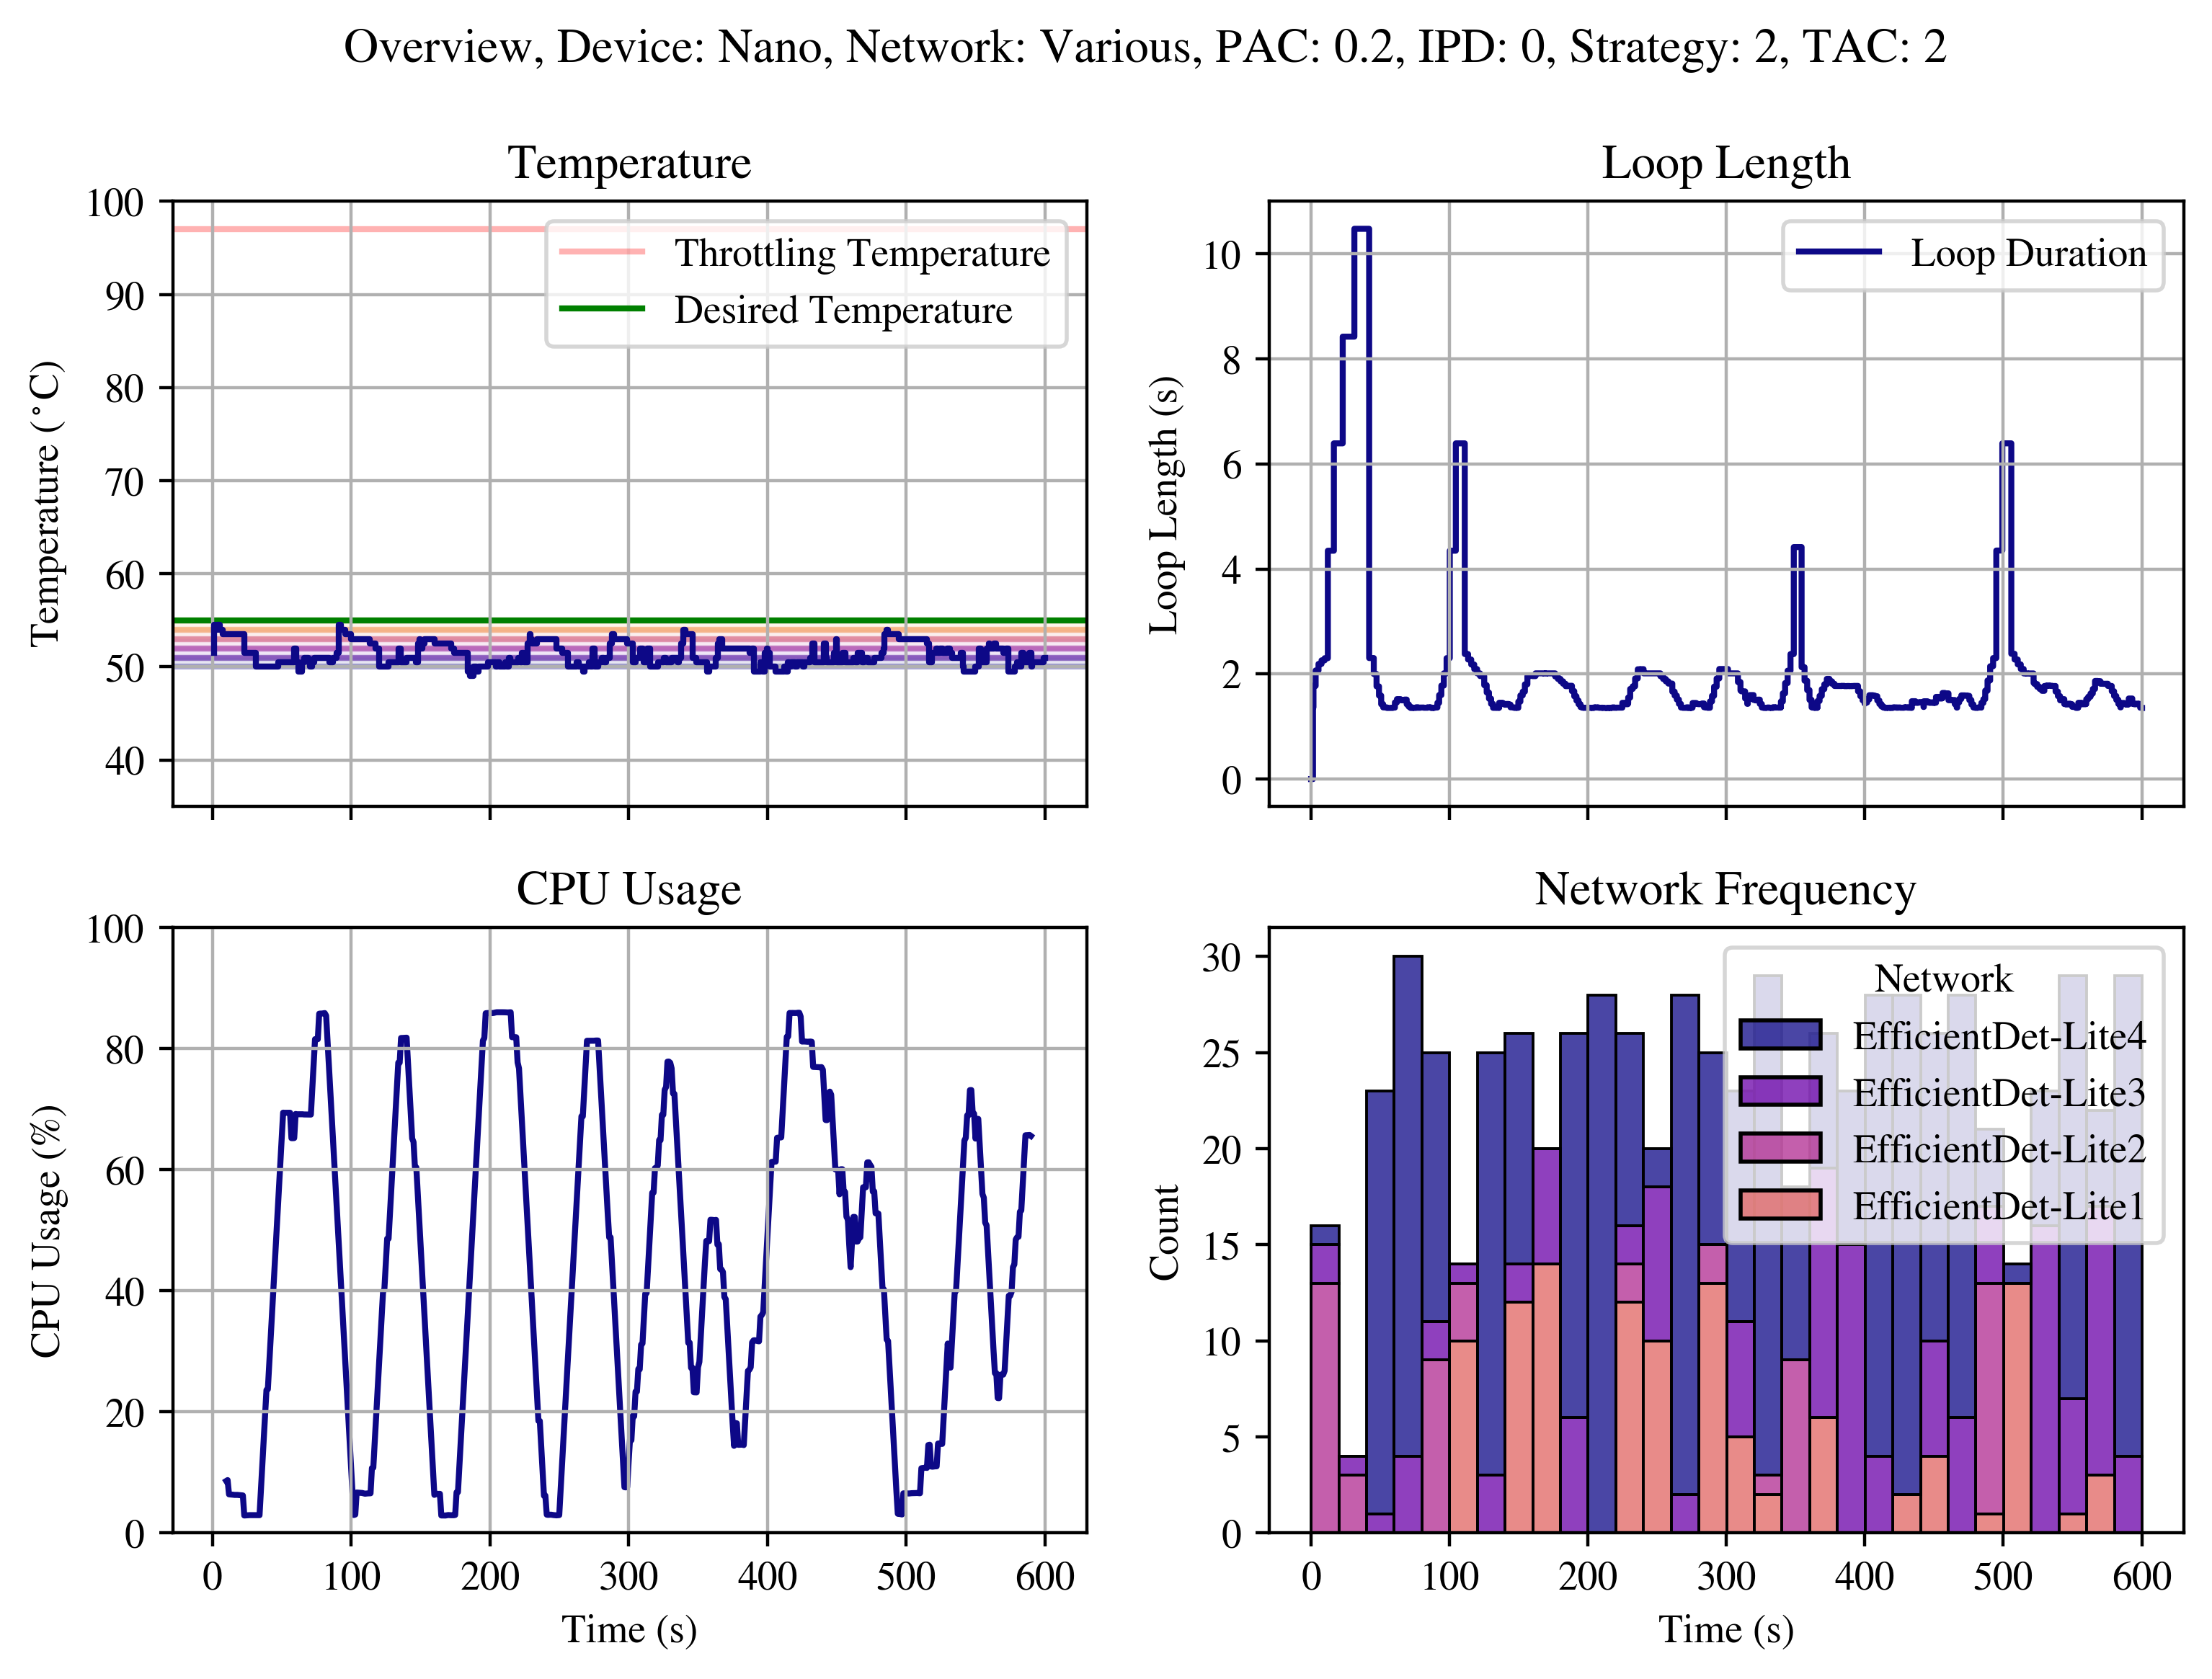 Overview, Device: Nano, Network: Various, PAC: 0.2, IPD: 0, Strategy: 2, TAC: 2
Temperature
100
90
80
70
60
50
40
Temperature (°C)
Throttling Temperature
Desired Temperature
Loop Length
10
8
6
4
2
0
Loop Length (s)
Loop Duration
CPU Usage
100
80
60
40
20
0
CPU Usage (%)
0 100 200 300 400 500 600
Time (s)
Network Frequency
30
25
20
15
10
5
0
Count
Network
EfficientDet-Lite4
EfficientDet-Lite3
EfficientDet-Lite2
EfficientDet-Lite1
0 100 200 300 400 500 600
Time (s)